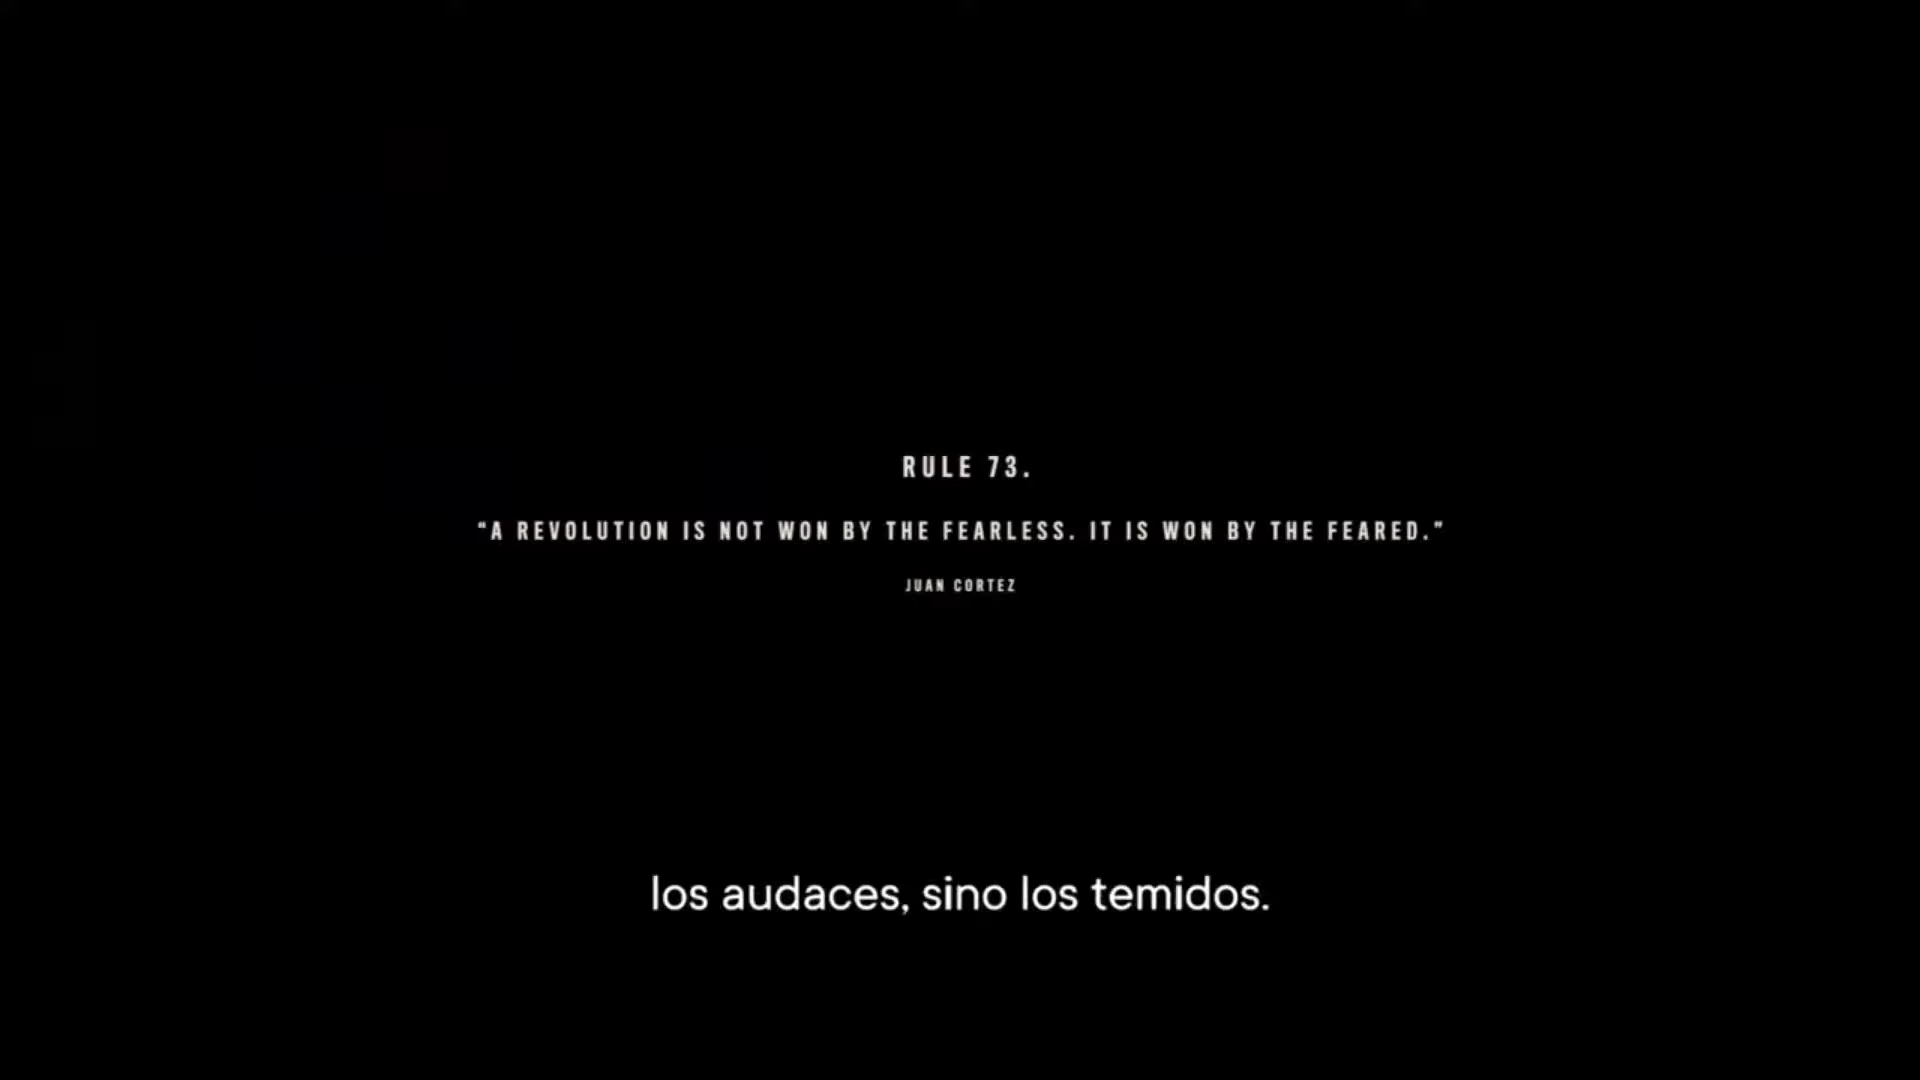 RULE 73.
“A REVOLUTION IS NOT WON BY THE FEARLESS. IT IS WON BY THE FEARED.”
JUAN CORTEZ
los audaces, sino los temidos.